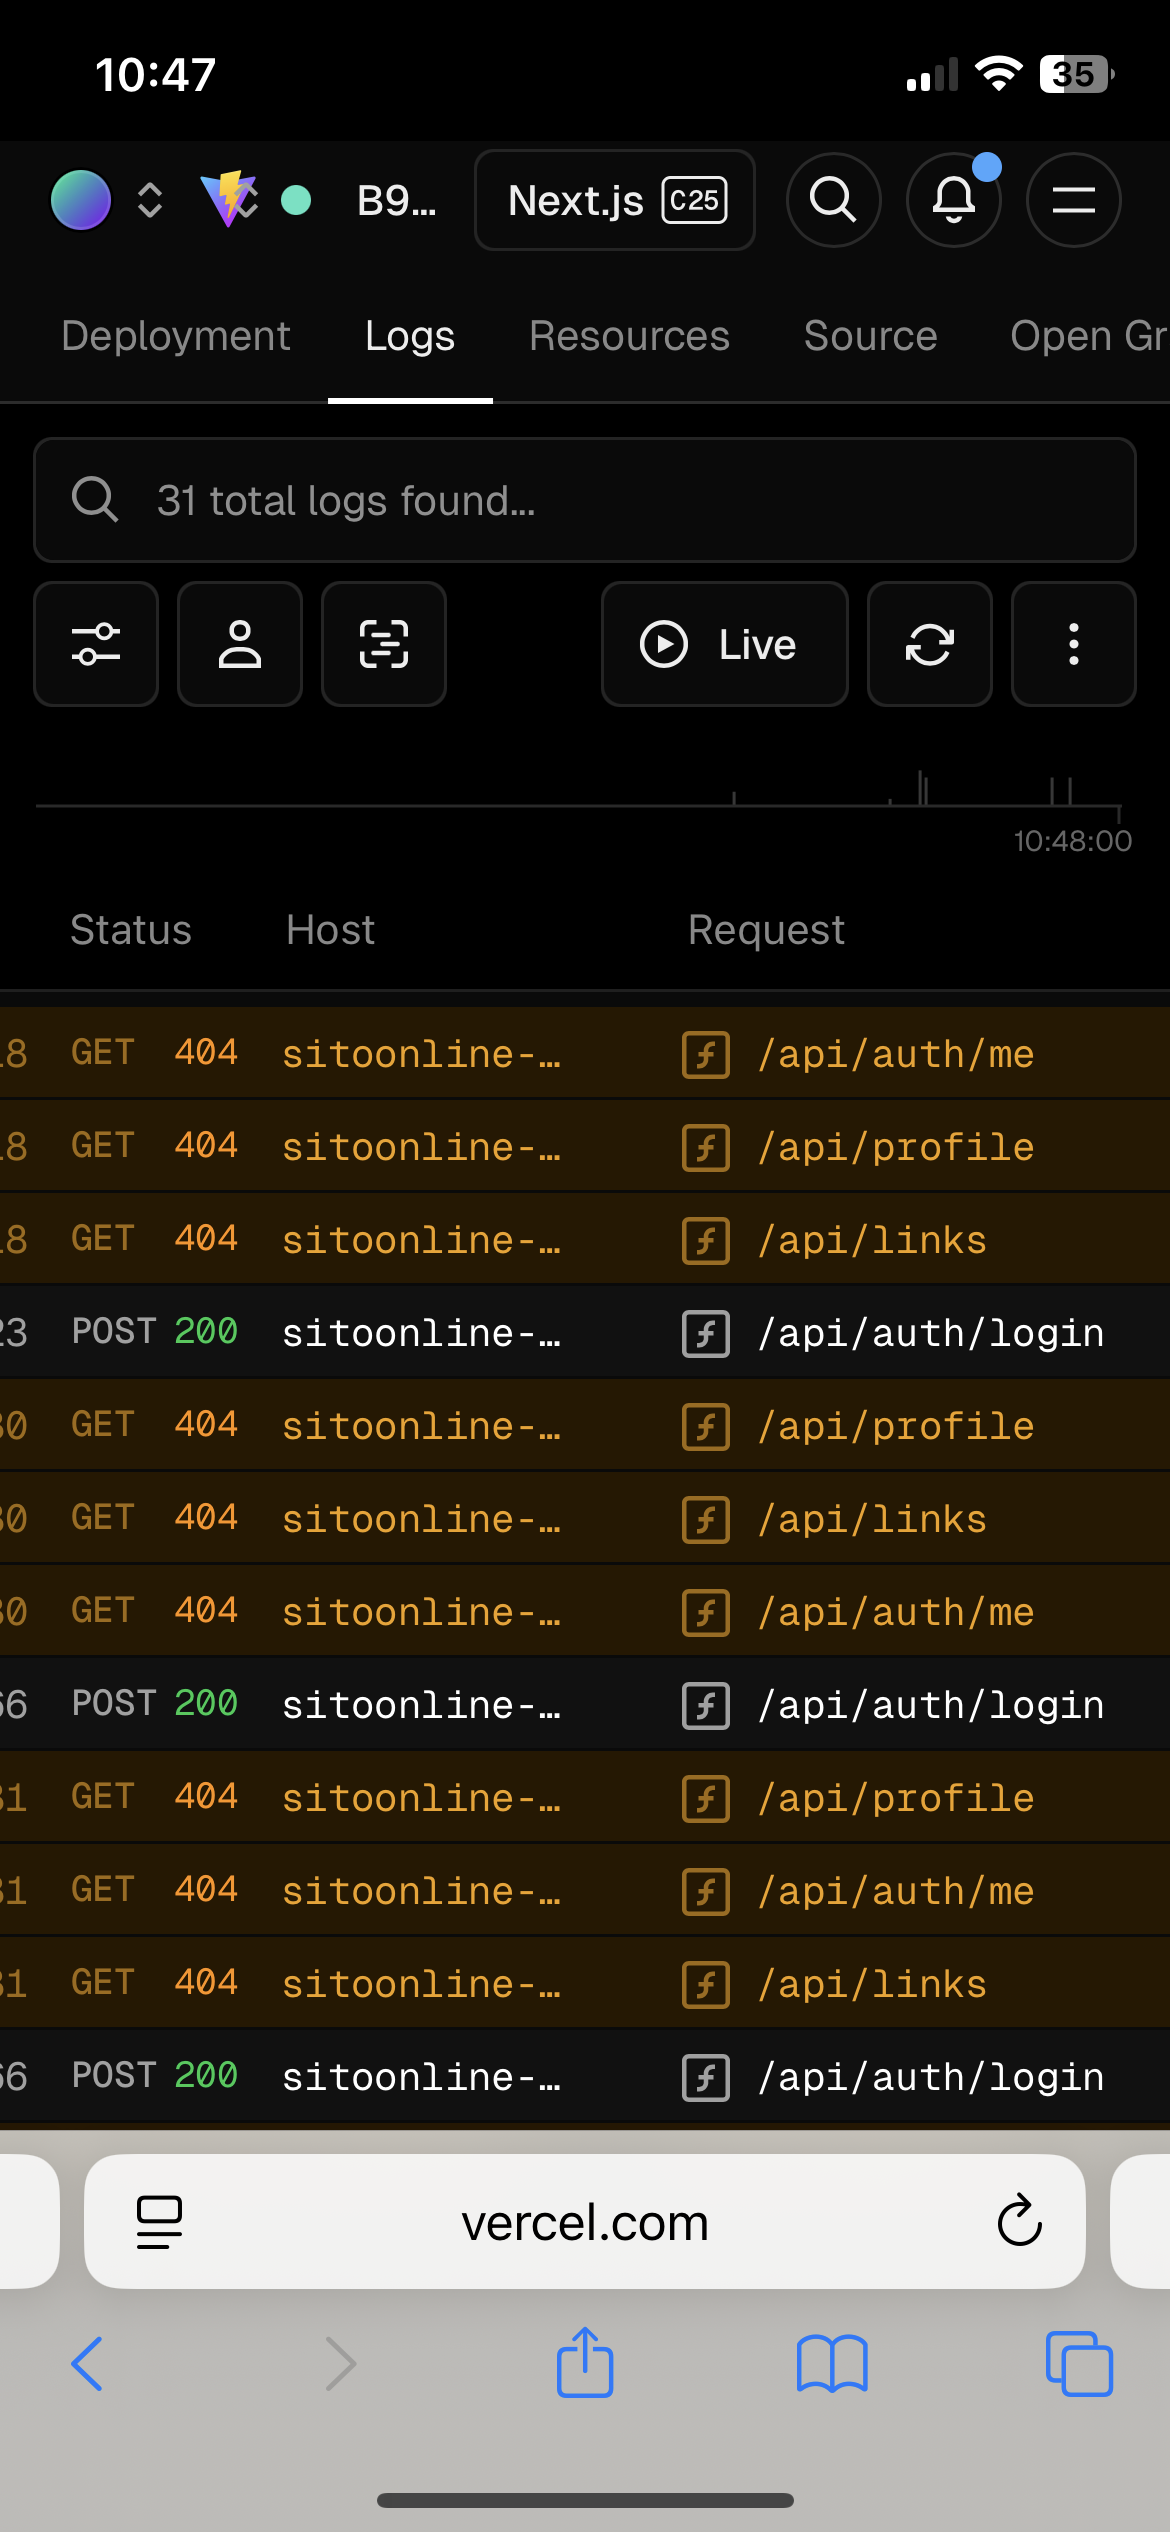 10:47
35
B9…
Next.js C25
Deployment Logs Resources Source Open Gr
31 total logs found…
Live
10:48:00
Status Host Request
18 GET 404 sitoonline-… /api/auth/me
18 GET 404 sitoonline-… /api/profile
18 GET 404 sitoonline-… /api/links
23 POST 200 sitoonline-… /api/auth/login
30 GET 404 sitoonline-… /api/profile
30 GET 404 sitoonline-… /api/links
30 GET 404 sitoonline-… /api/auth/me
66 POST 200 sitoonline-… /api/auth/login
31 GET 404 sitoonline-… /api/profile
31 GET 404 sitoonline-… /api/auth/me
31 GET 404 sitoonline-… /api/links
66 POST 200 sitoonline-… /api/auth/login
vercel.com